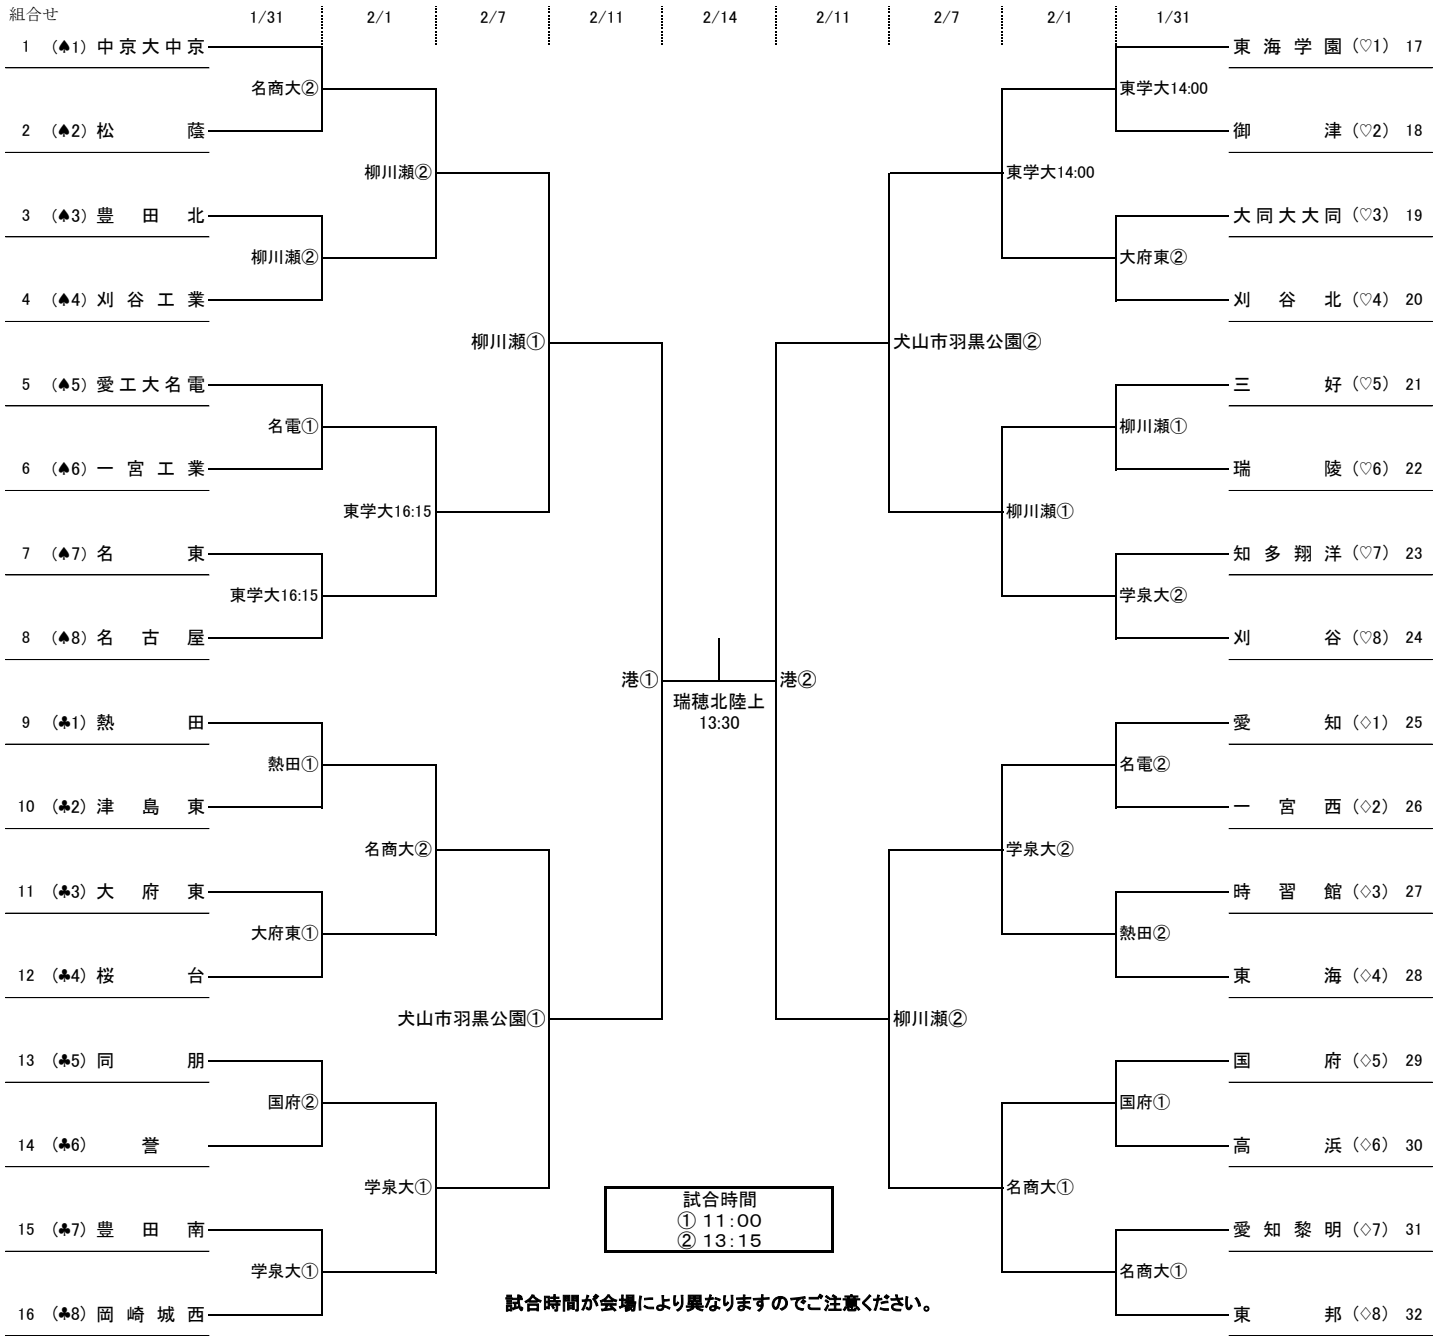 組合せ
1/31 2/1 2/7 2/11 2/14 2/11 2/7 2/1 1/31
1 (♠1) 中京大中京
東海学園 (♡1) 17
名商大②
東学大14:00
2 (♠2) 松蔭
御津 (♡2) 18
柳川瀬②
東学大14:00
3 (♠3) 豊田北
大同大大同 (♡3) 19
柳川瀬②
大府東②
4 (♠4) 刈谷工業
刈谷北 (♡4) 20
柳川瀬①
犬山市羽黒公園②
5 (♠5) 愛工大名電
三好 (♡5) 21
名電①
柳川瀬①
6 (♠6) 一宮工業
瑞陵 (♡6) 22
東学大16:15
柳川瀬①
7 (♠7) 名東
知多翔洋 (♡7) 23
東学大16:15
学泉大②
8 (♠8) 名古屋
刈谷 (♡8) 24
港①
港②
瑞穂北陸上
13:30
9 (♣1) 熱田
愛知 (♢1) 25
熱田①
名電②
10 (♣2) 津島東
一宮西 (♢2) 26
名商大②
学泉大②
11 (♣3) 大府東
時習館 (♢3) 27
大府東①
熱田②
12 (♣4) 桜台
東海 (♢4) 28
犬山市羽黒公園①
柳川瀬②
13 (♣5) 同朋
国府 (♢5) 29
国府②
国府①
14 (♣6) 誉
高浜 (♢6) 30
学泉大①
名商大①
15 (♣7) 豊田南
愛知黎明 (♢7) 31
学泉大①
名商大①
16 (♣8) 岡崎城西
東邦 (♢8) 32
試合時間
① 11:00
② 13:15
試合時間が会場により異なりますのでご注意ください。